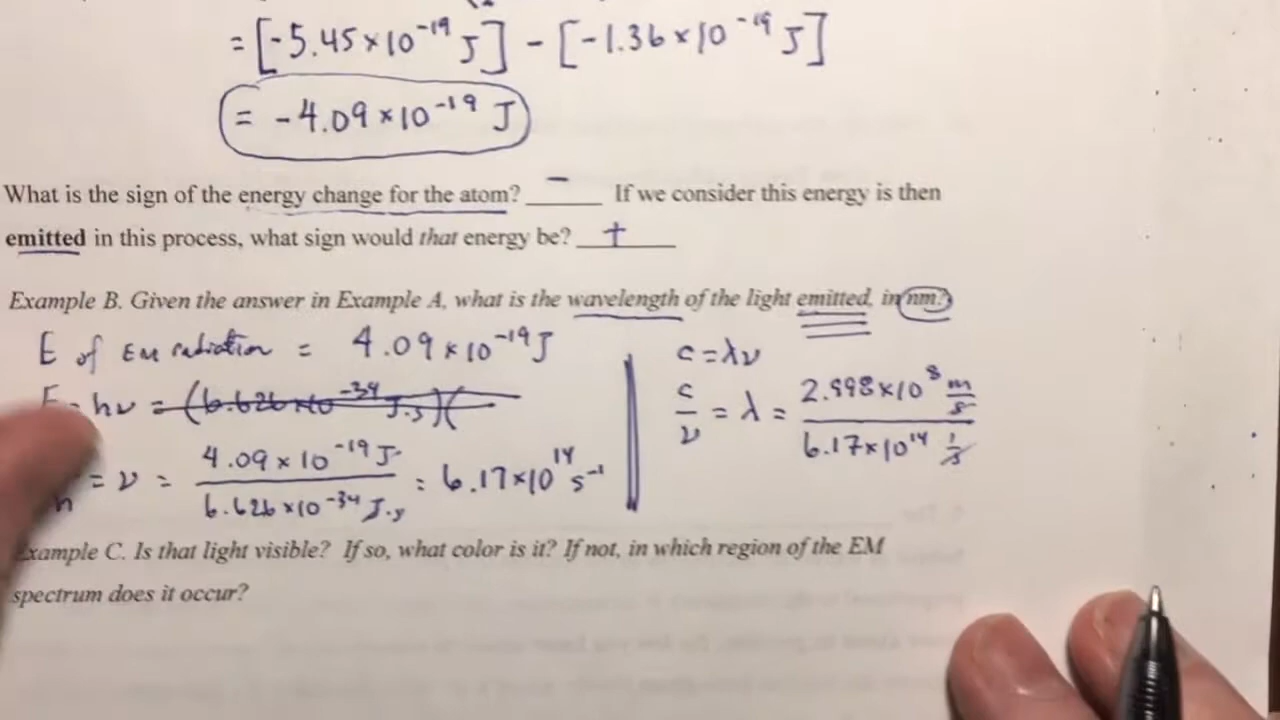 = [-5.45 × 10⁻¹⁹ J] - [-1.36 × 10⁻¹⁹ J]
= -4.09 × 10⁻¹⁹ J
What is the sign of the energy change for the atom? − If we consider this energy is then
emitted in this process, what sign would that energy be? +
Example B. Given the answer in Example A, what is the wavelength of the light emitted, in nm?
E of EM radiation = 4.09 × 10⁻¹⁹ J
E = hν = (6.626 × 10⁻³⁴ J·s)(
= ν = 4.09 × 10⁻¹⁹ J / 6.626 × 10⁻³⁴ J·s = 6.17 × 10¹⁴ s⁻¹
c = λν
c/ν = λ = 2.998 × 10⁸ m/s / 6.17 × 10¹⁴ 1/s
Example C. Is that light visible? If so, what color is it? If not, in which region of the EM
spectrum does it occur?